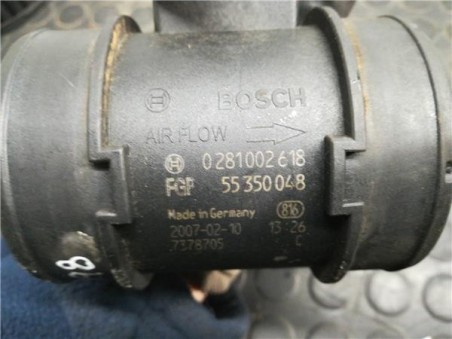 BOSCH
AIR FLOW
0 281 002 618
FGP 55 350 048
Made in Germany 816
2007-02-10 13:26
7378705 C